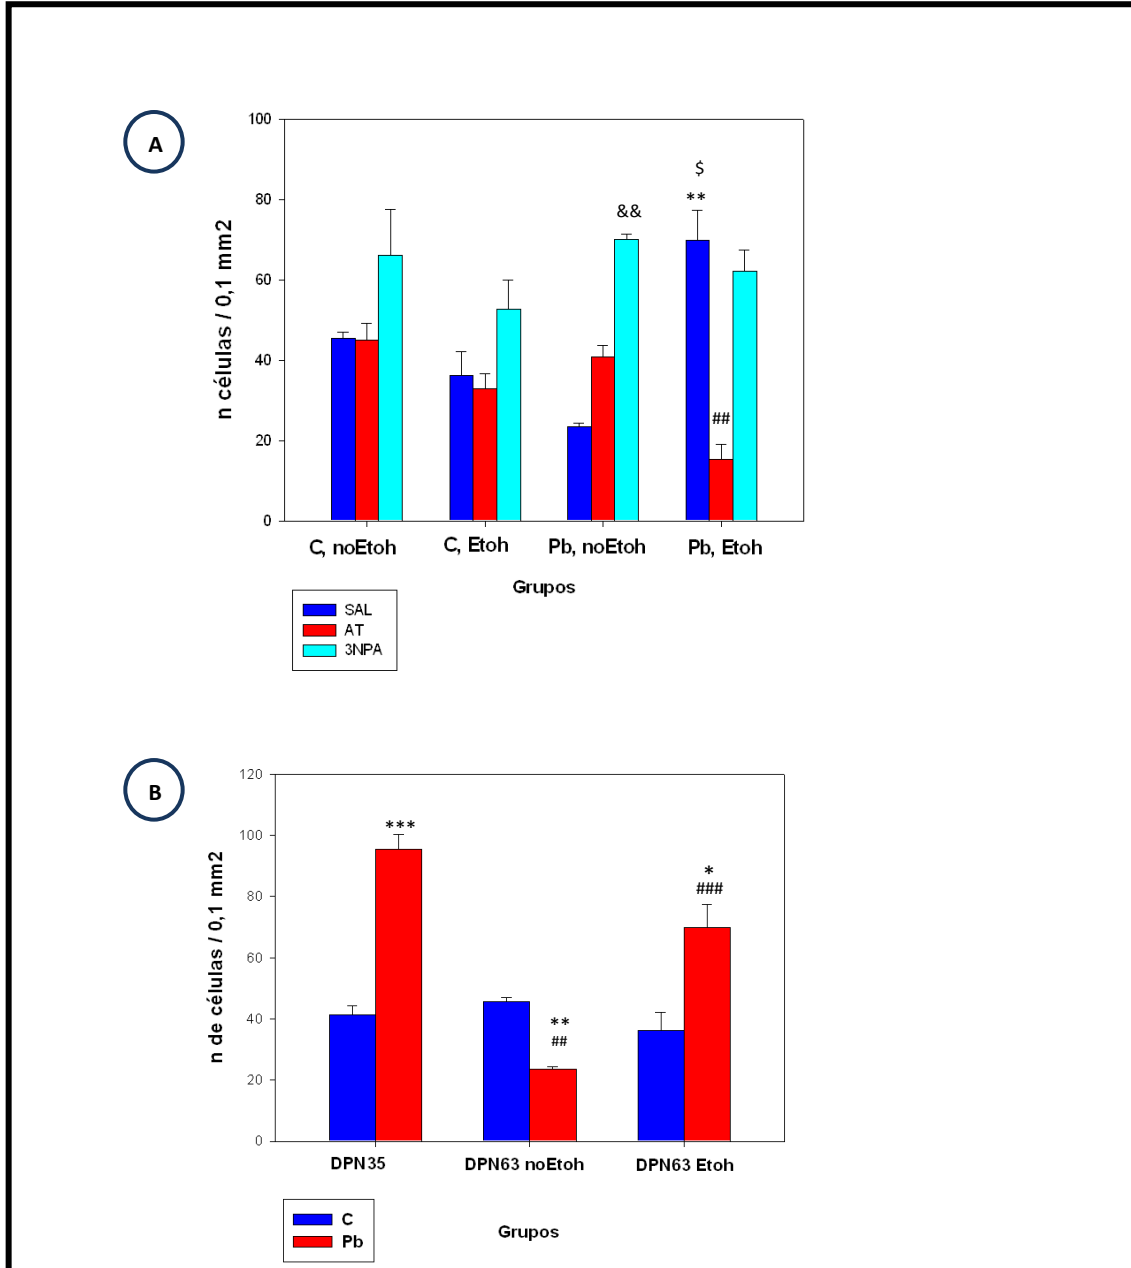 A
100
80
60
40
20
0
n células / 0,1 mm2
$
**
&&
##
C, noEtoh C, Etoh Pb, noEtoh Pb, Etoh
Grupos
SAL
AT
3NPA
B
120
100
80
60
40
20
0
n de células / 0,1 mm2
***
*
###
**
##
DPN35 DPN63 noEtoh DPN63 Etoh
Grupos
C
Pb